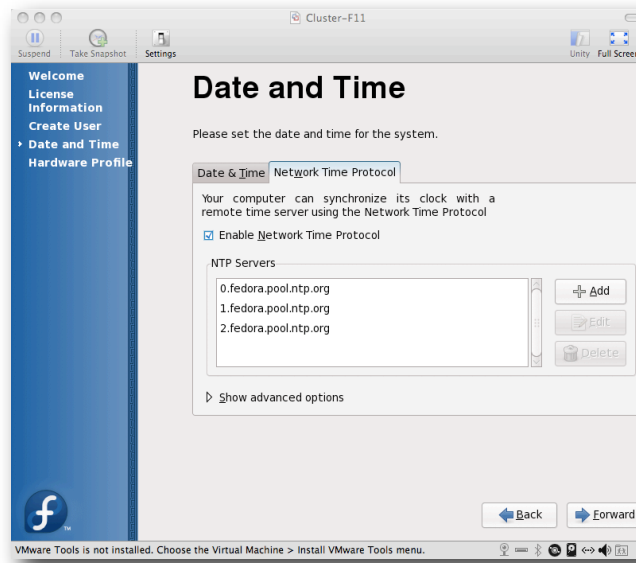 Cluster-F11
Suspend
Take Snapshot
Settings
Unity
Full Screen
Welcome
License
Information
Create User
Date and Time
Hardware Profile
Date and Time
Please set the date and time for the system.
Date & Time
Network Time Protocol
Your computer can synchronize its clock with a
remote time server using the Network Time Protocol
Enable Network Time Protocol
NTP Servers
0.fedora.pool.ntp.org
1.fedora.pool.ntp.org
2.fedora.pool.ntp.org
Add
Edit
Delete
Show advanced options
Back
Forward
TM
VMware Tools is not installed. Choose the Virtual Machine > Install VMware Tools menu.